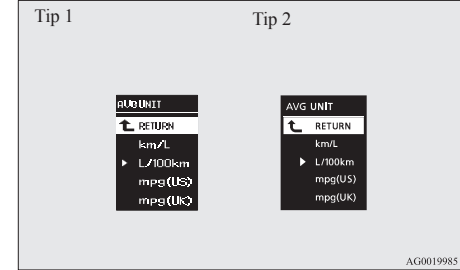 Tip 1
Tip 2
AVG UNIT
RETURN
km/L
L/100km
mpg(US)
mpg(UK)
AVG UNIT
RETURN
km/L
L/100km
mpg(US)
mpg(UK)
AG0019985